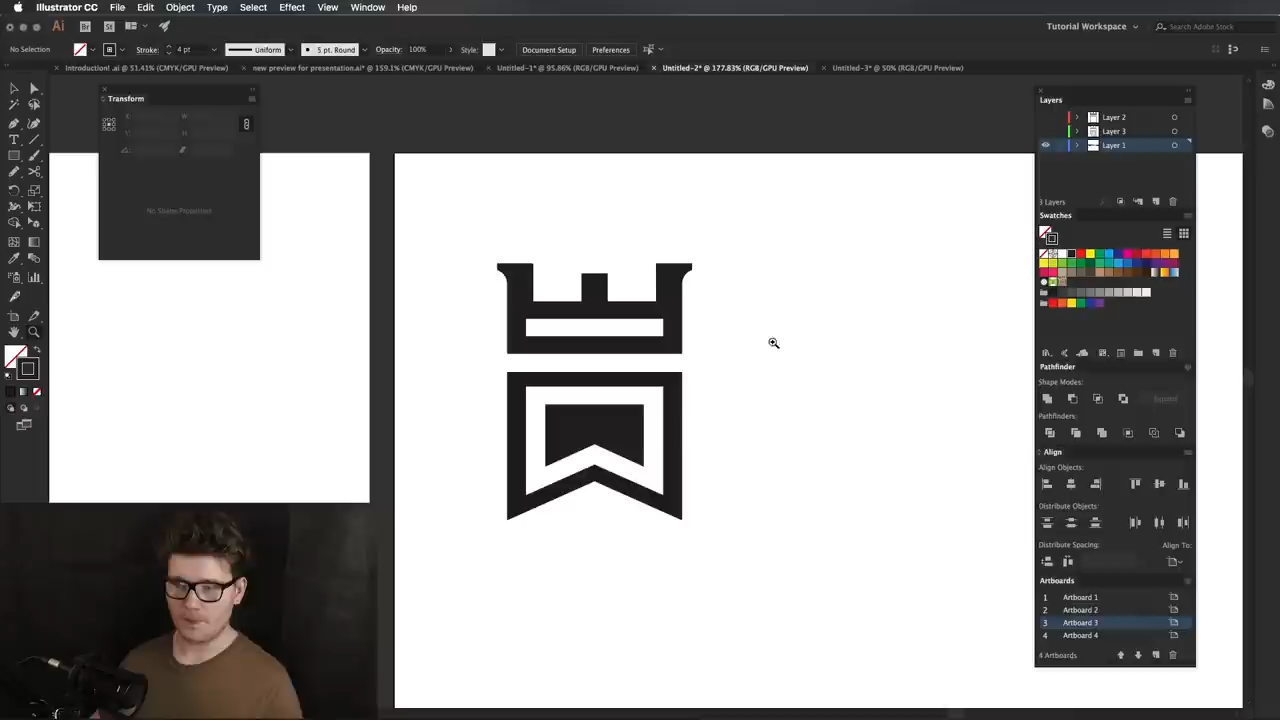 Illustrator CC File Edit Object Type Select Effect View Window Help
Ai Br St Tutorial Workspace Search Adobe Stock
No Selection Stroke: 4 pt Uniform 5 pt. Round Opacity: 100% Style: Document Setup Preferences
Introduction!.ai @ 51.41% (CMYK/GPU Preview) new preview for presentation.ai* @ 159.1% (CMYK/GPU Preview) Untitled-1* @ 95.86% (RGB/GPU Preview) Untitled-2* @ 177.83% (RGB/GPU Preview) Untitled-3* @ 50% (RGB/GPU Preview)
Transform
X: W:
Y: H:
No Shape Properties
Layers
Layer 2
Layer 3
Layer 1
3 Layers
Swatches
Pathfinder
Shape Modes:
Expand
Pathfinders:
Align
Align Objects:
Distribute Objects:
Distribute Spacing: Align To:
Artboards
1 Artboard 1
2 Artboard 2
3 Artboard 3
4 Artboard 4
4 Artboards